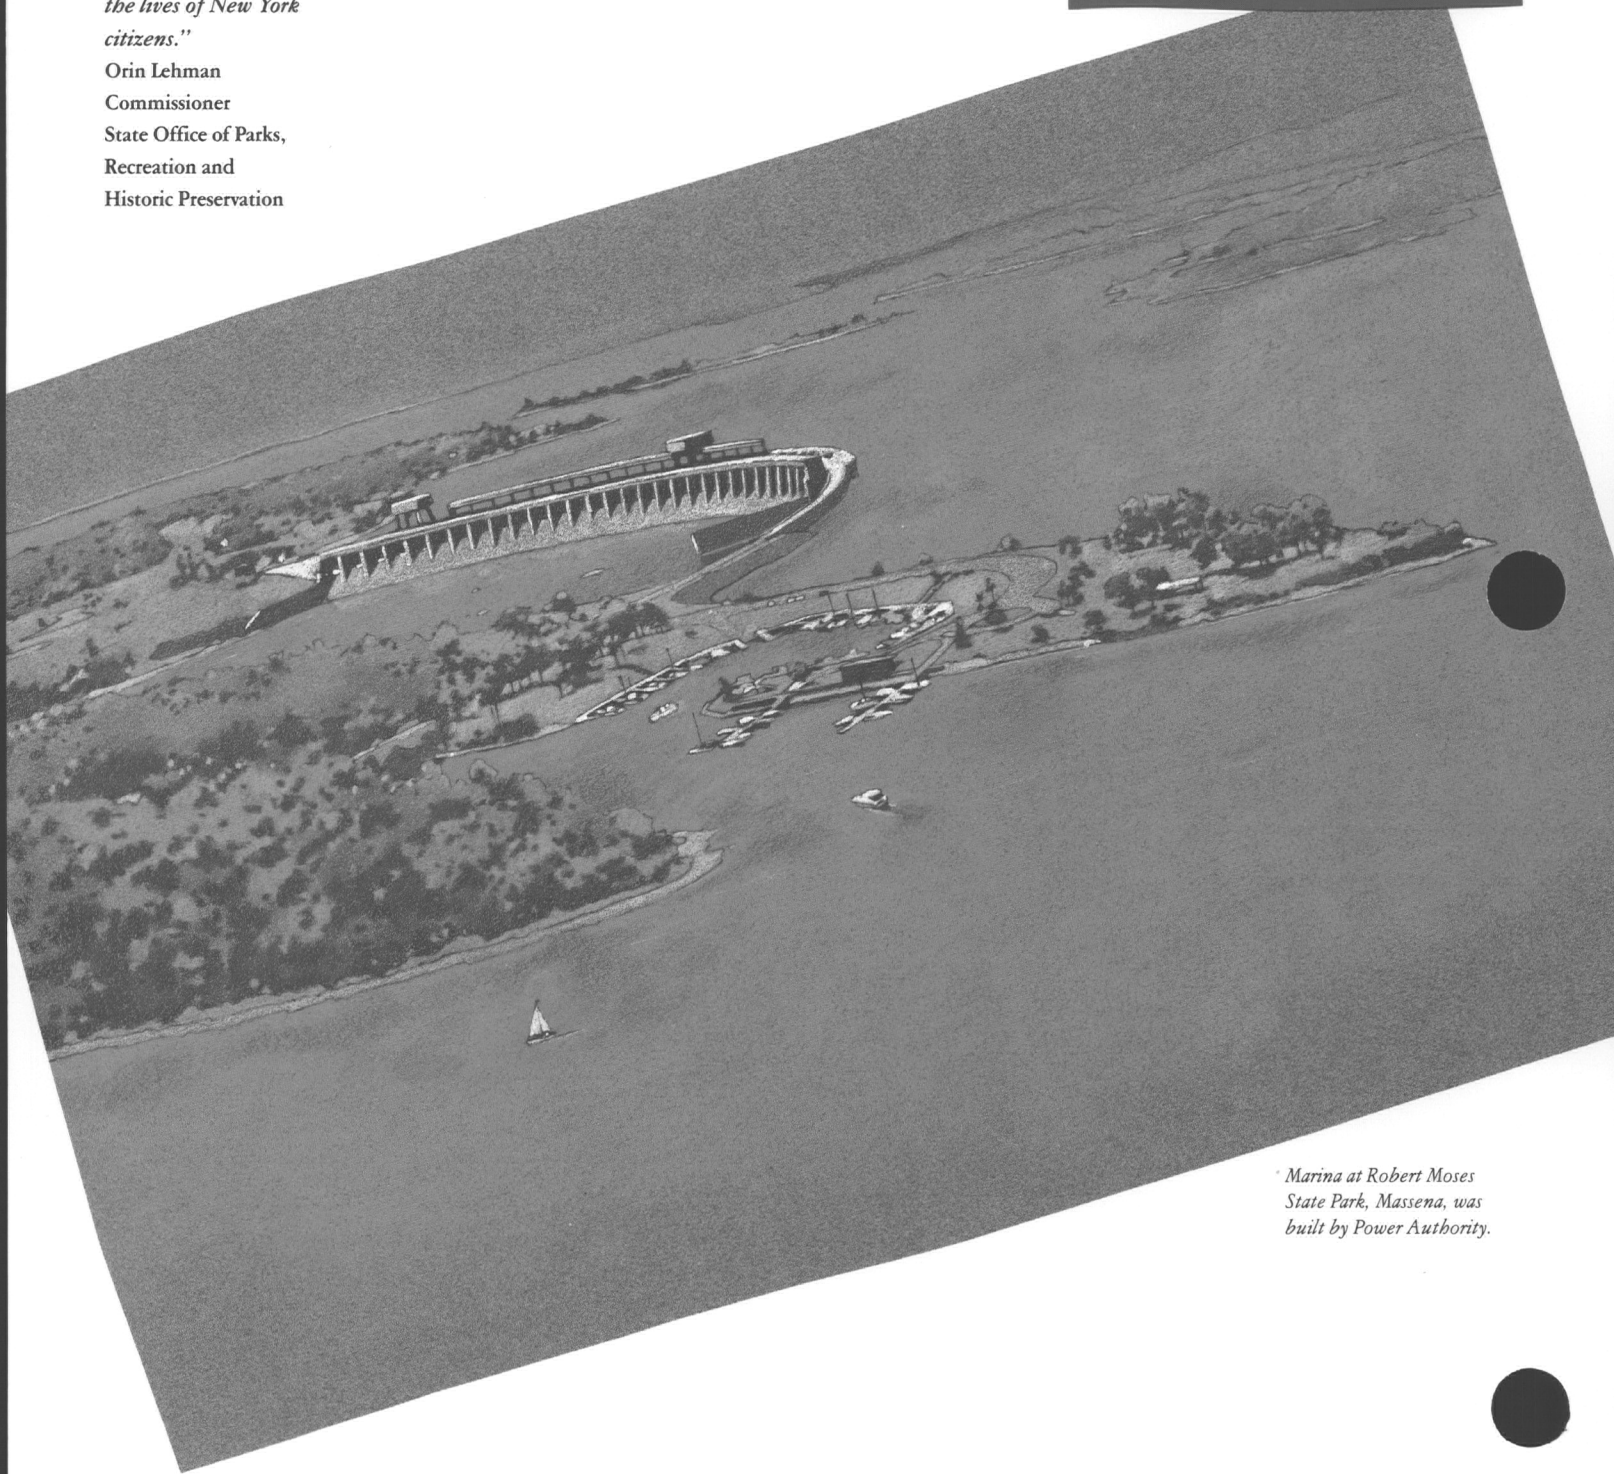 the lives of New York
citizens.”
Orin Lehman
Commissioner
State Office of Parks,
Recreation and
Historic Preservation
Marina at Robert Moses
State Park, Massena, was
built by Power Authority.